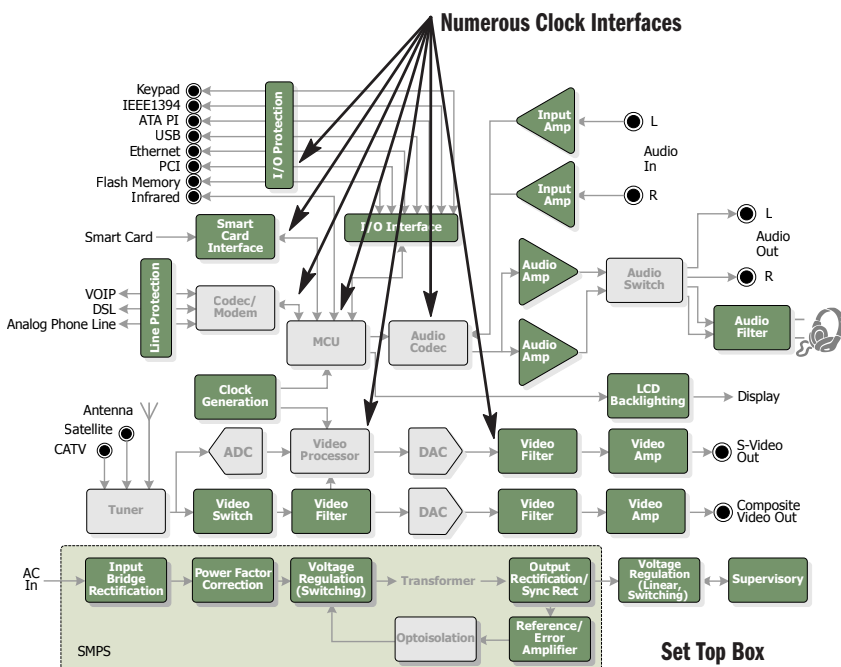 Numerous Clock Interfaces
Keypad
IEEE1394
ATA PI
USB
Ethernet
PCI
Flash Memory
Infrared
I/O Protection
Input
Amp
L
Audio
In
Input
Amp
R
Smart Card
Smart
Card
Interface
I/O Interface
L
Audio
Out
R
Audio
Amp
Audio
Switch
VOIP
DSL
Analog Phone Line
Line Protection
Codec/
Modem
MCU
Audio
Codec
Audio
Amp
Audio
Filter
Clock
Generation
LCD
Backlighting
Display
Antenna
Satellite
CATV
ADC
Video
Processor
DAC
Video
Filter
Video
Amp
S-Video
Out
Tuner
Video
Switch
Video
Filter
DAC
Video
Filter
Video
Amp
Composite
Video Out
AC
In
Input
Bridge
Rectification
Power Factor
Correction
Voltage
Regulation
(Switching)
Transformer
Output
Rectification/
Sync Rect
Voltage
Regulation
(Linear,
Switching)
Supervisory
SMPS
Optoisolation
Reference/
Error
Amplifier
Set Top Box